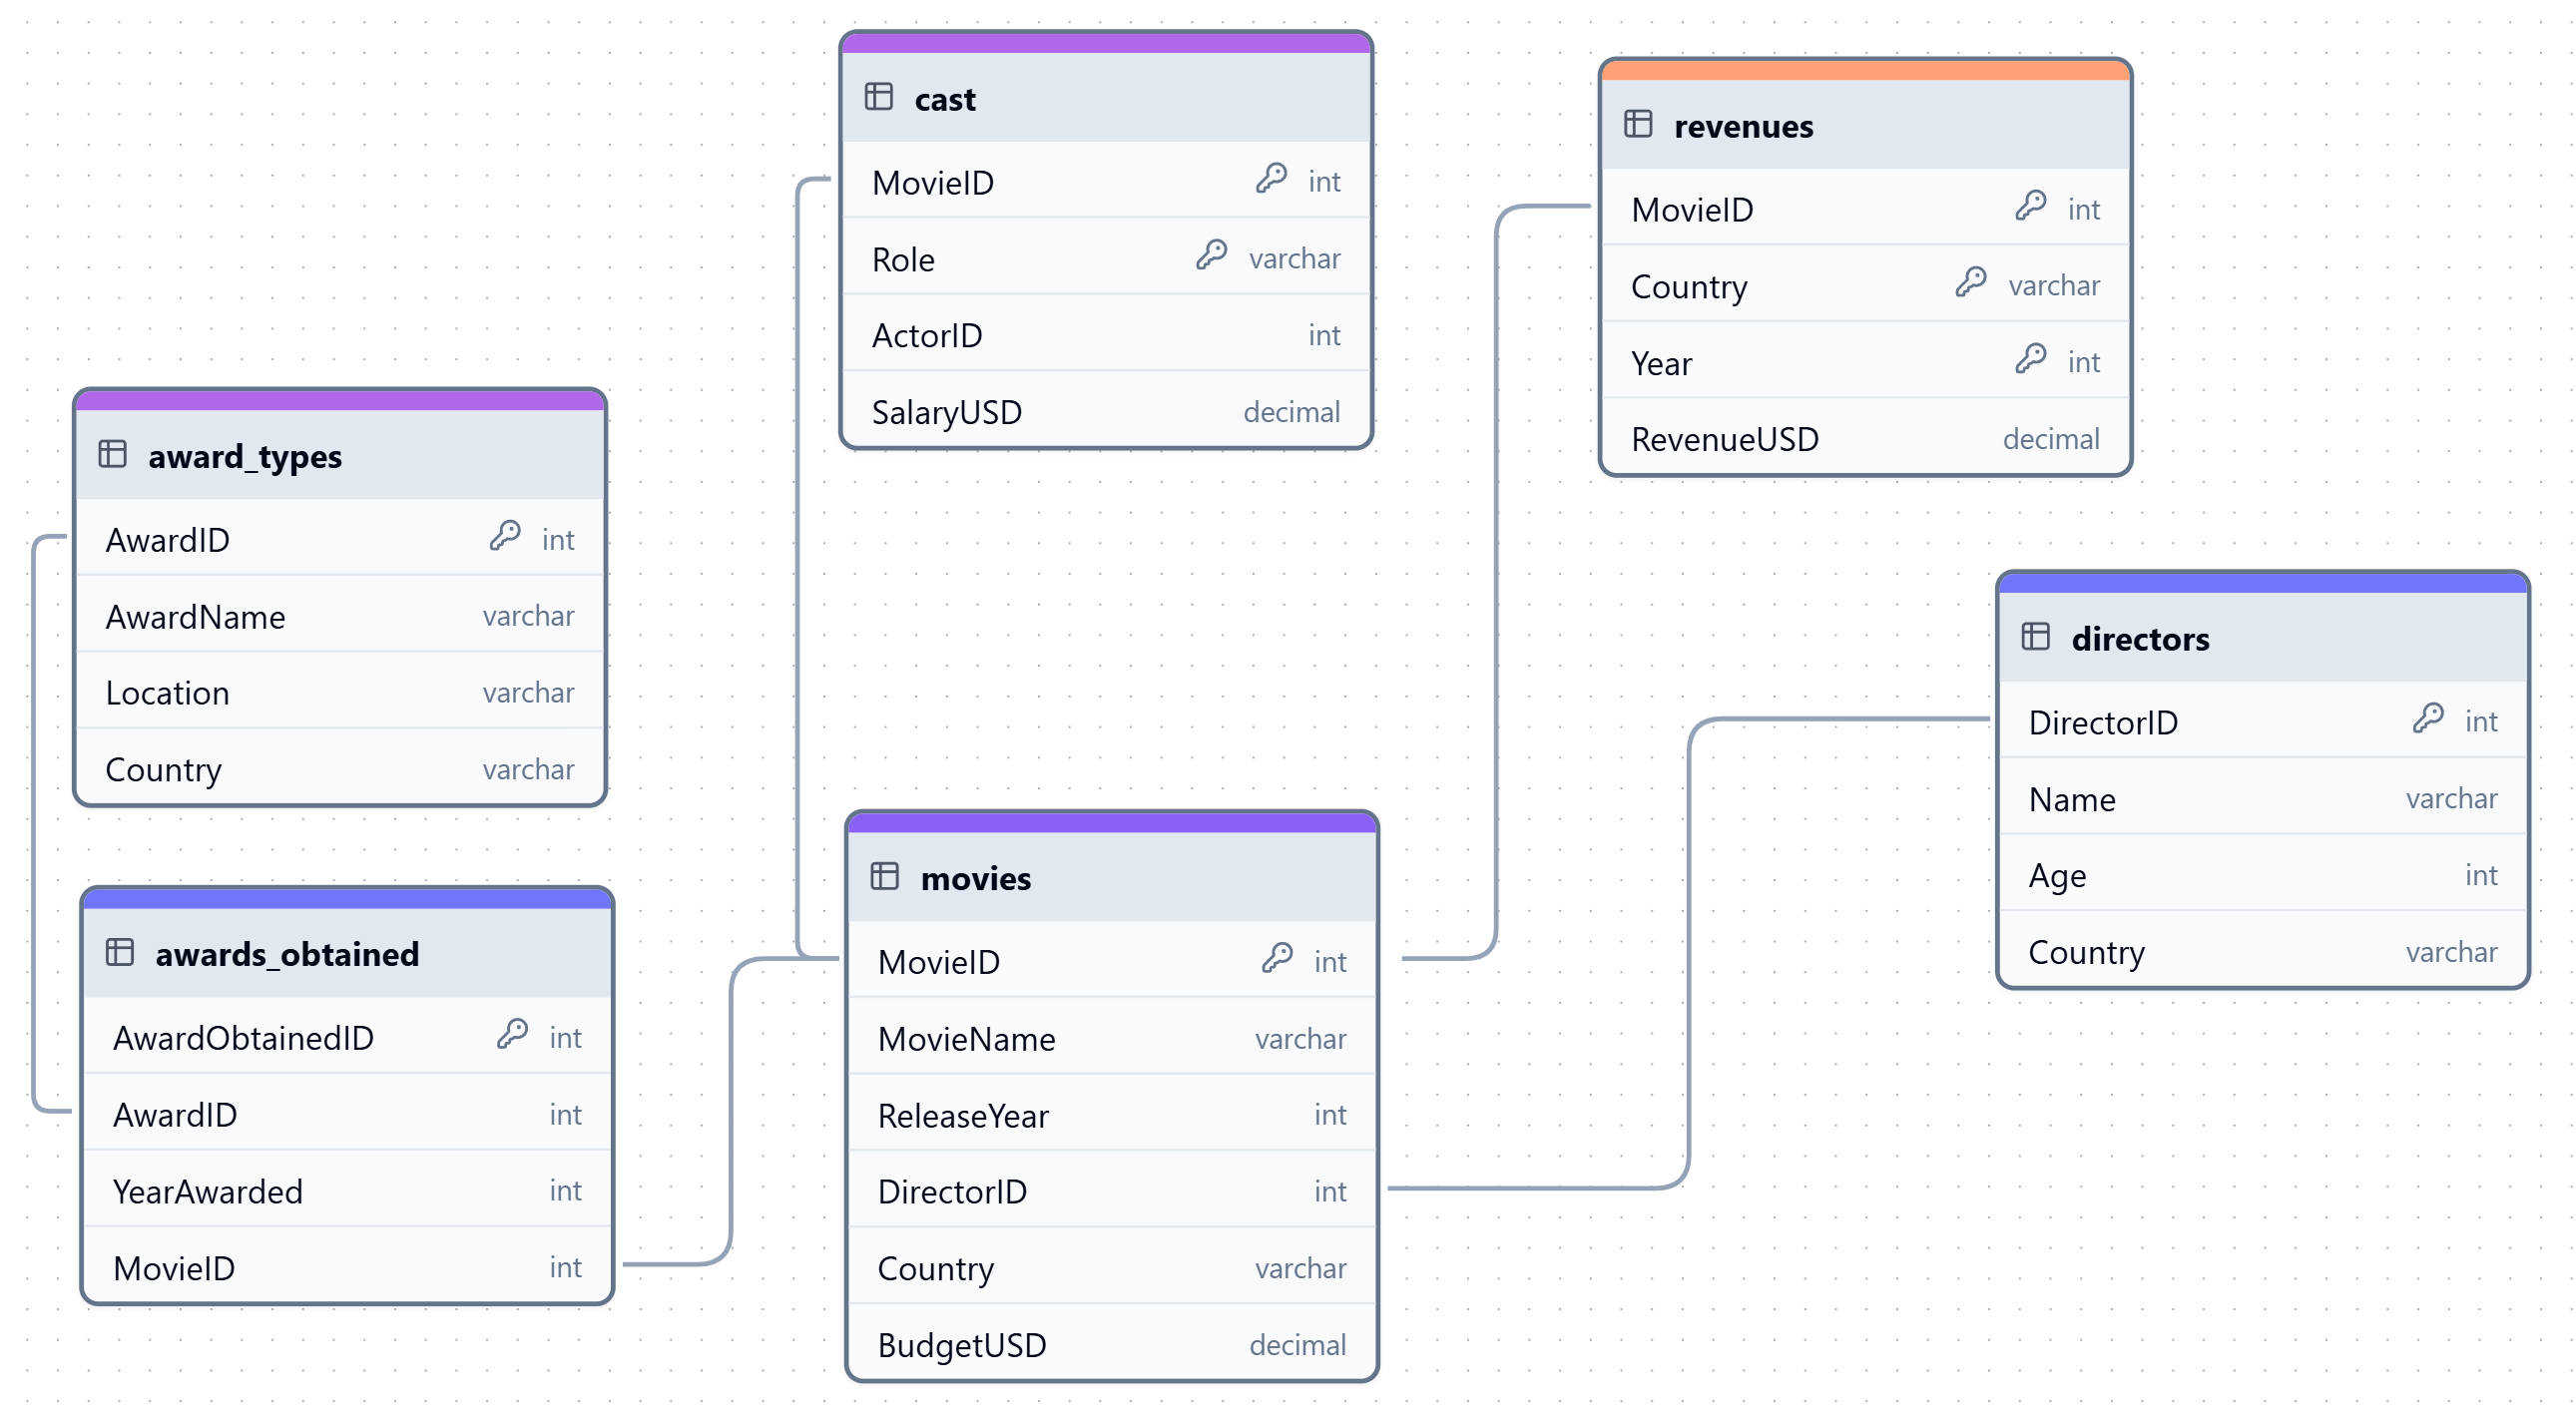 cast
MovieID int
Role varchar
ActorID int
SalaryUSD decimal
revenues
MovieID int
Country varchar
Year int
RevenueUSD decimal
award_types
AwardID int
AwardName varchar
Location varchar
Country varchar
directors
DirectorID int
Name varchar
Age int
Country varchar
awards_obtained
AwardObtainedID int
AwardID int
YearAwarded int
MovieID int
movies
MovieID int
MovieName varchar
ReleaseYear int
DirectorID int
Country varchar
BudgetUSD decimal